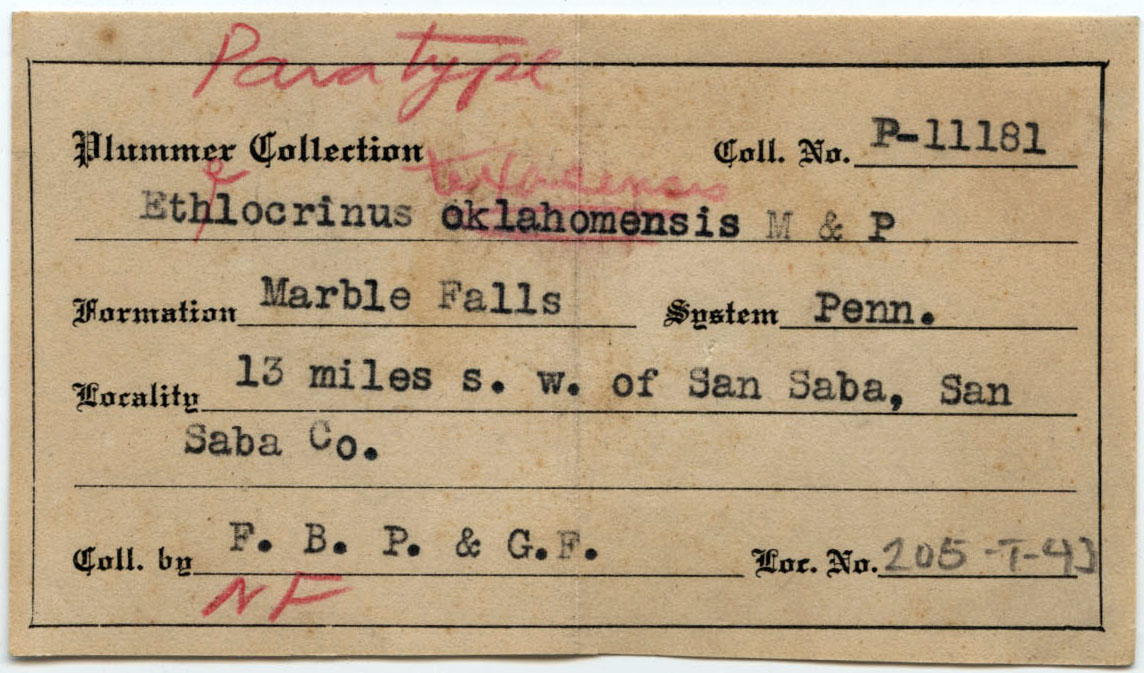 Paratype
Plummer Collection Coll. No. P-11181
texacensis
e
Ethlocrinus oklahomensis M & P
Formation Marble Falls System Penn.
Locality 13 miles s. w. of San Saba, San
Saba Co.
Coll. by F. B. P. & G.F. Loc. No. 205-T-43
NF